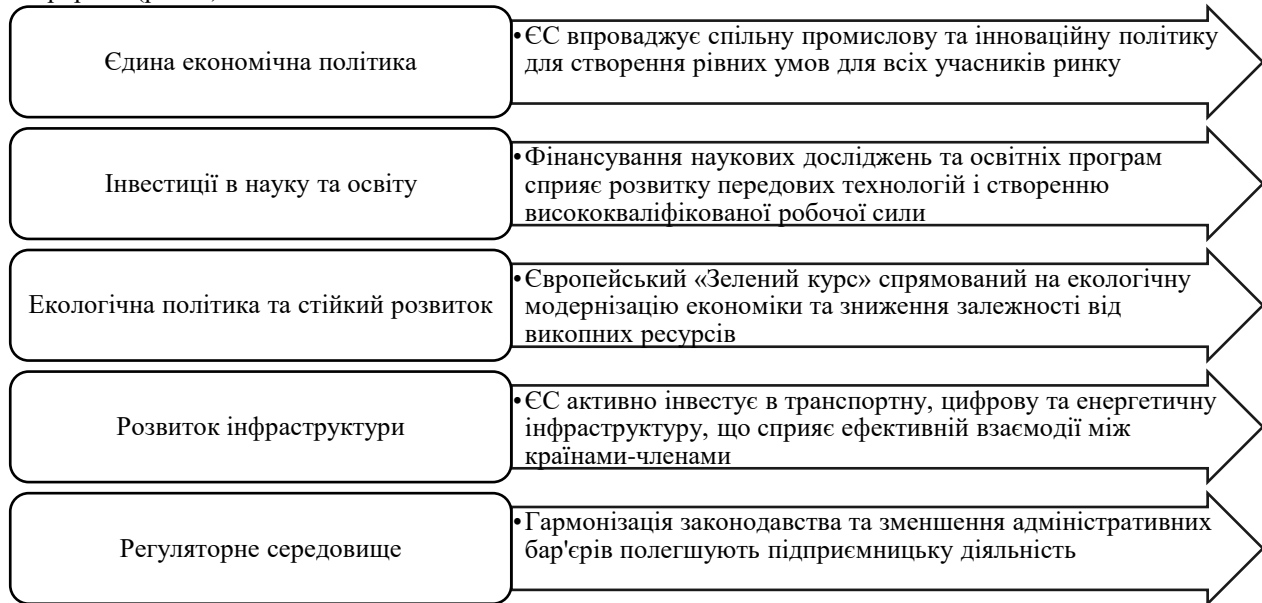 Єдина економічна політика
•ЄС впроваджує спільну промислову та інноваційну політику
для створення рівних умов для всіх учасників ринку
Інвестиції в науку та освіту
•Фінансування наукових досліджень та освітніх програм
сприяє розвитку передових технологій і створенню
висококваліфікованої робочої сили
Екологічна політика та стійкий розвиток
•Європейський «Зелений курс» спрямований на екологічну
модернізацію економіки та зниження залежності від
викопних ресурсів
Розвиток інфраструктури
•ЄС активно інвестує в транспортну, цифрову та енергетичну
інфраструктуру, що сприяє ефективній взаємодії між
країнами-членами
Регуляторне середовище
•Гармонізація законодавства та зменшення адміністративних
бар'єрів полегшують підприємницьку діяльність